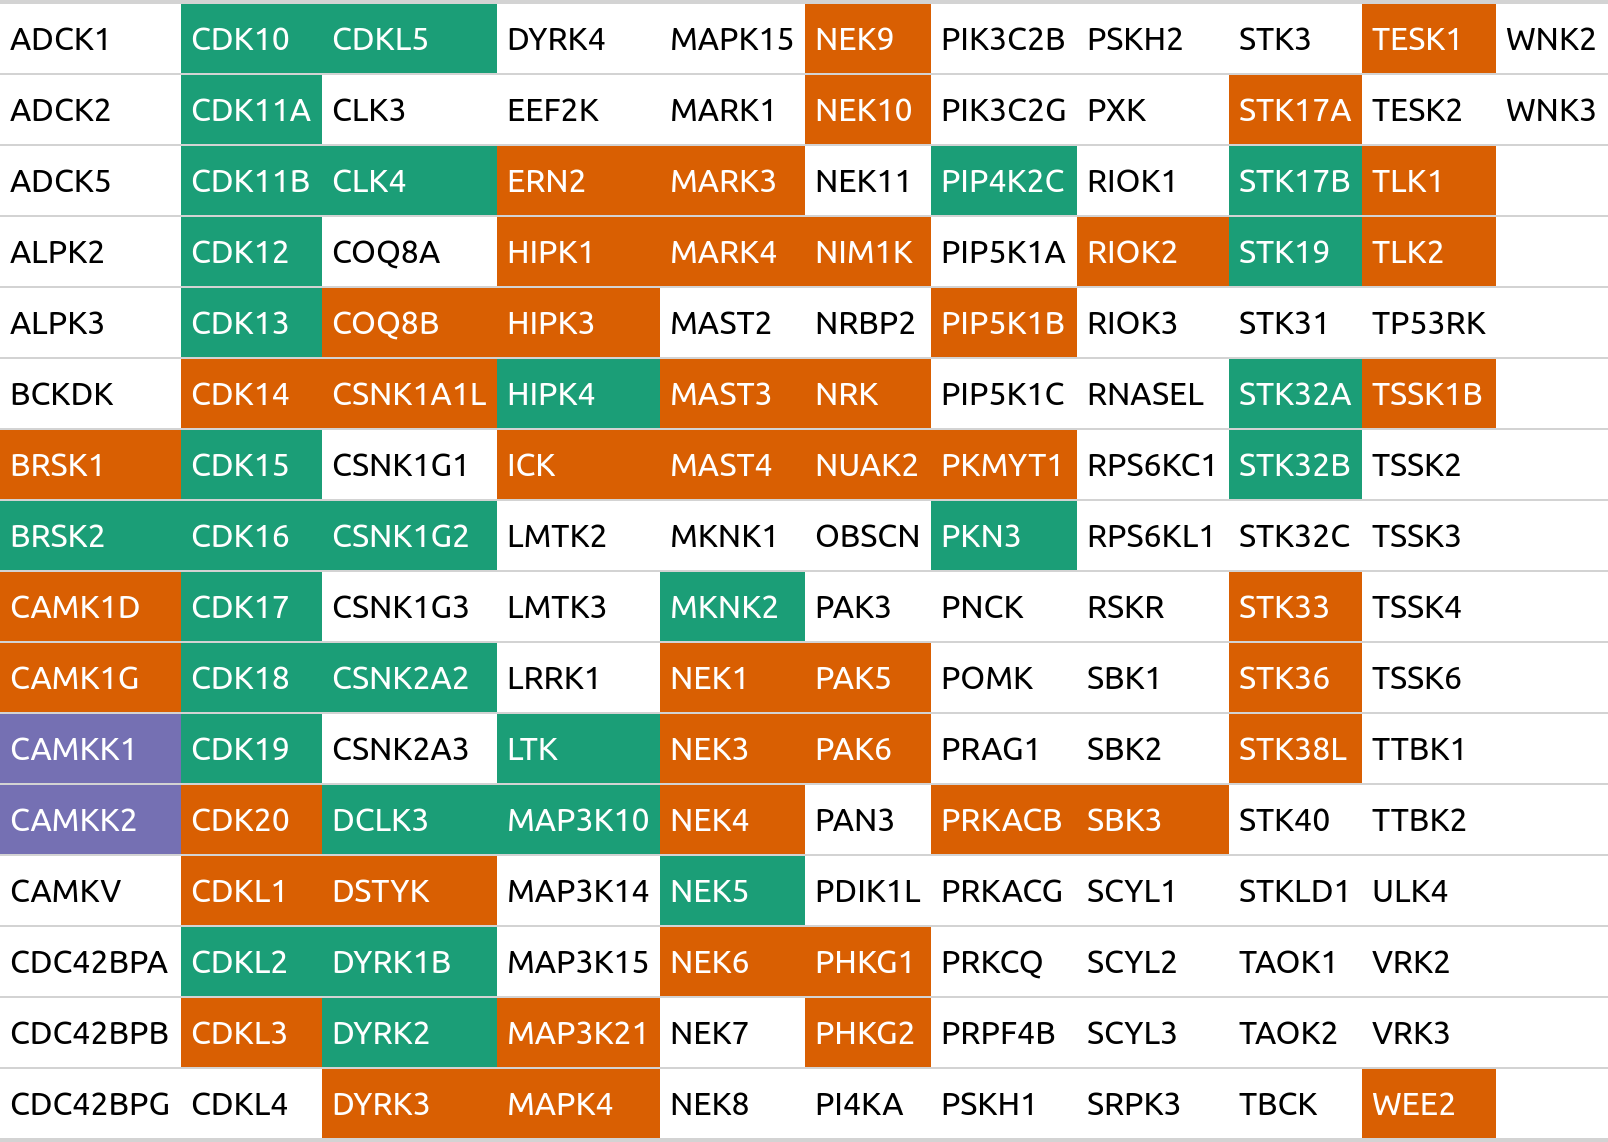 ADCK1 CDK10 CDKL5 DYRK4 MAPK15 NEK9 PIK3C2B PSKH2 STK3 TESK1 WNK2
ADCK2 CDK11A CLK3 EEF2K MARK1 NEK10 PIK3C2G PXK STK17A TESK2 WNK3
ADCK5 CDK11B CLK4 ERN2 MARK3 NEK11 PIP4K2C RIOK1 STK17B TLK1
ALPK2 CDK12 COQ8A HIPK1 MARK4 NIM1K PIP5K1A RIOK2 STK19 TLK2
ALPK3 CDK13 COQ8B HIPK3 MAST2 NRBP2 PIP5K1B RIOK3 STK31 TP53RK
BCKDK CDK14 CSNK1A1L HIPK4 MAST3 NRK PIP5K1C RNASEL STK32A TSSK1B
BRSK1 CDK15 CSNK1G1 ICK MAST4 NUAK2 PKMYT1 RPS6KC1 STK32B TSSK2
BRSK2 CDK16 CSNK1G2 LMTK2 MKNK1 OBSCN PKN3 RPS6KL1 STK32C TSSK3
CAMK1D CDK17 CSNK1G3 LMTK3 MKNK2 PAK3 PNCK RSKR STK33 TSSK4
CAMK1G CDK18 CSNK2A2 LRRK1 NEK1 PAK5 POMK SBK1 STK36 TSSK6
CAMKK1 CDK19 CSNK2A3 LTK NEK3 PAK6 PRAG1 SBK2 STK38L TTBK1
CAMKK2 CDK20 DCLK3 MAP3K10 NEK4 PAN3 PRKACB SBK3 STK40 TTBK2
CAMKV CDKL1 DSTYK MAP3K14 NEK5 PDIK1L PRKACG SCYL1 STKLD1 ULK4
CDC42BPA CDKL2 DYRK1B MAP3K15 NEK6 PHKG1 PRKCQ SCYL2 TAOK1 VRK2
CDC42BPB CDKL3 DYRK2 MAP3K21 NEK7 PHKG2 PRPF4B SCYL3 TAOK2 VRK3
CDC42BPG CDKL4 DYRK3 MAPK4 NEK8 PI4KA PSKH1 SRPK3 TBCK WEE2